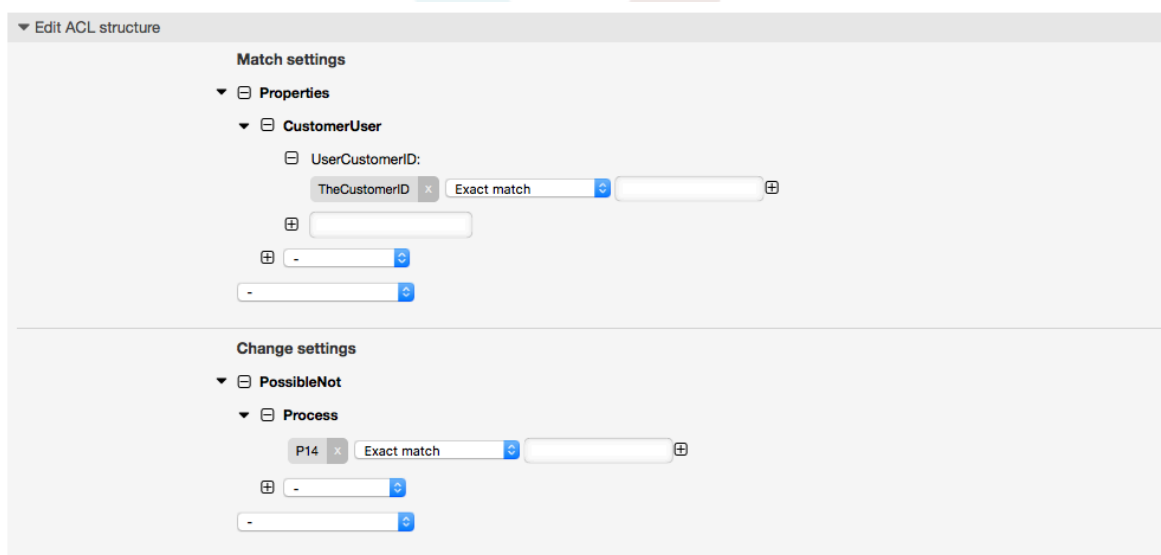 Edit ACL structure
Match settings
Properties
CustomerUser
UserCustomerID:
TheCustomerID x Exact match
-
-
Change settings
PossibleNot
Process
P14 x Exact match
-
-